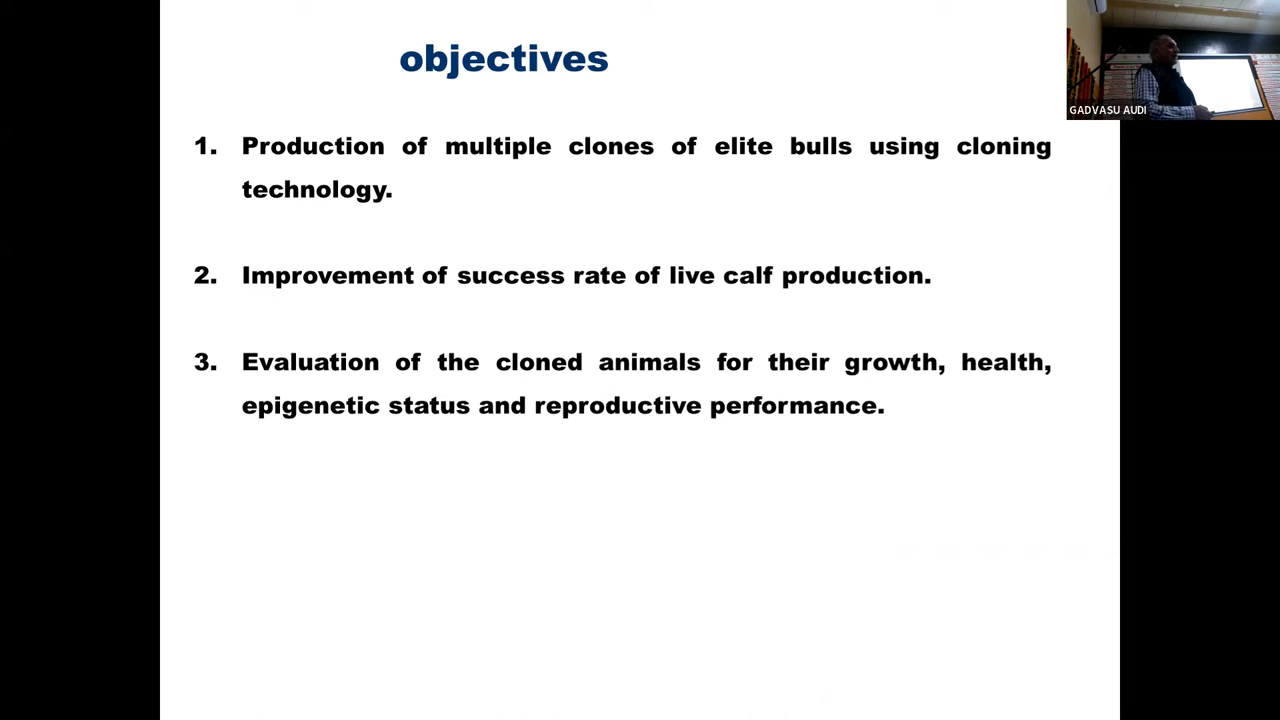 objectives
GADVASU AUDI
1. Production of multiple clones of elite bulls using cloning
technology.
2. Improvement of success rate of live calf production.
3. Evaluation of the cloned animals for their growth, health,
epigenetic status and reproductive performance.